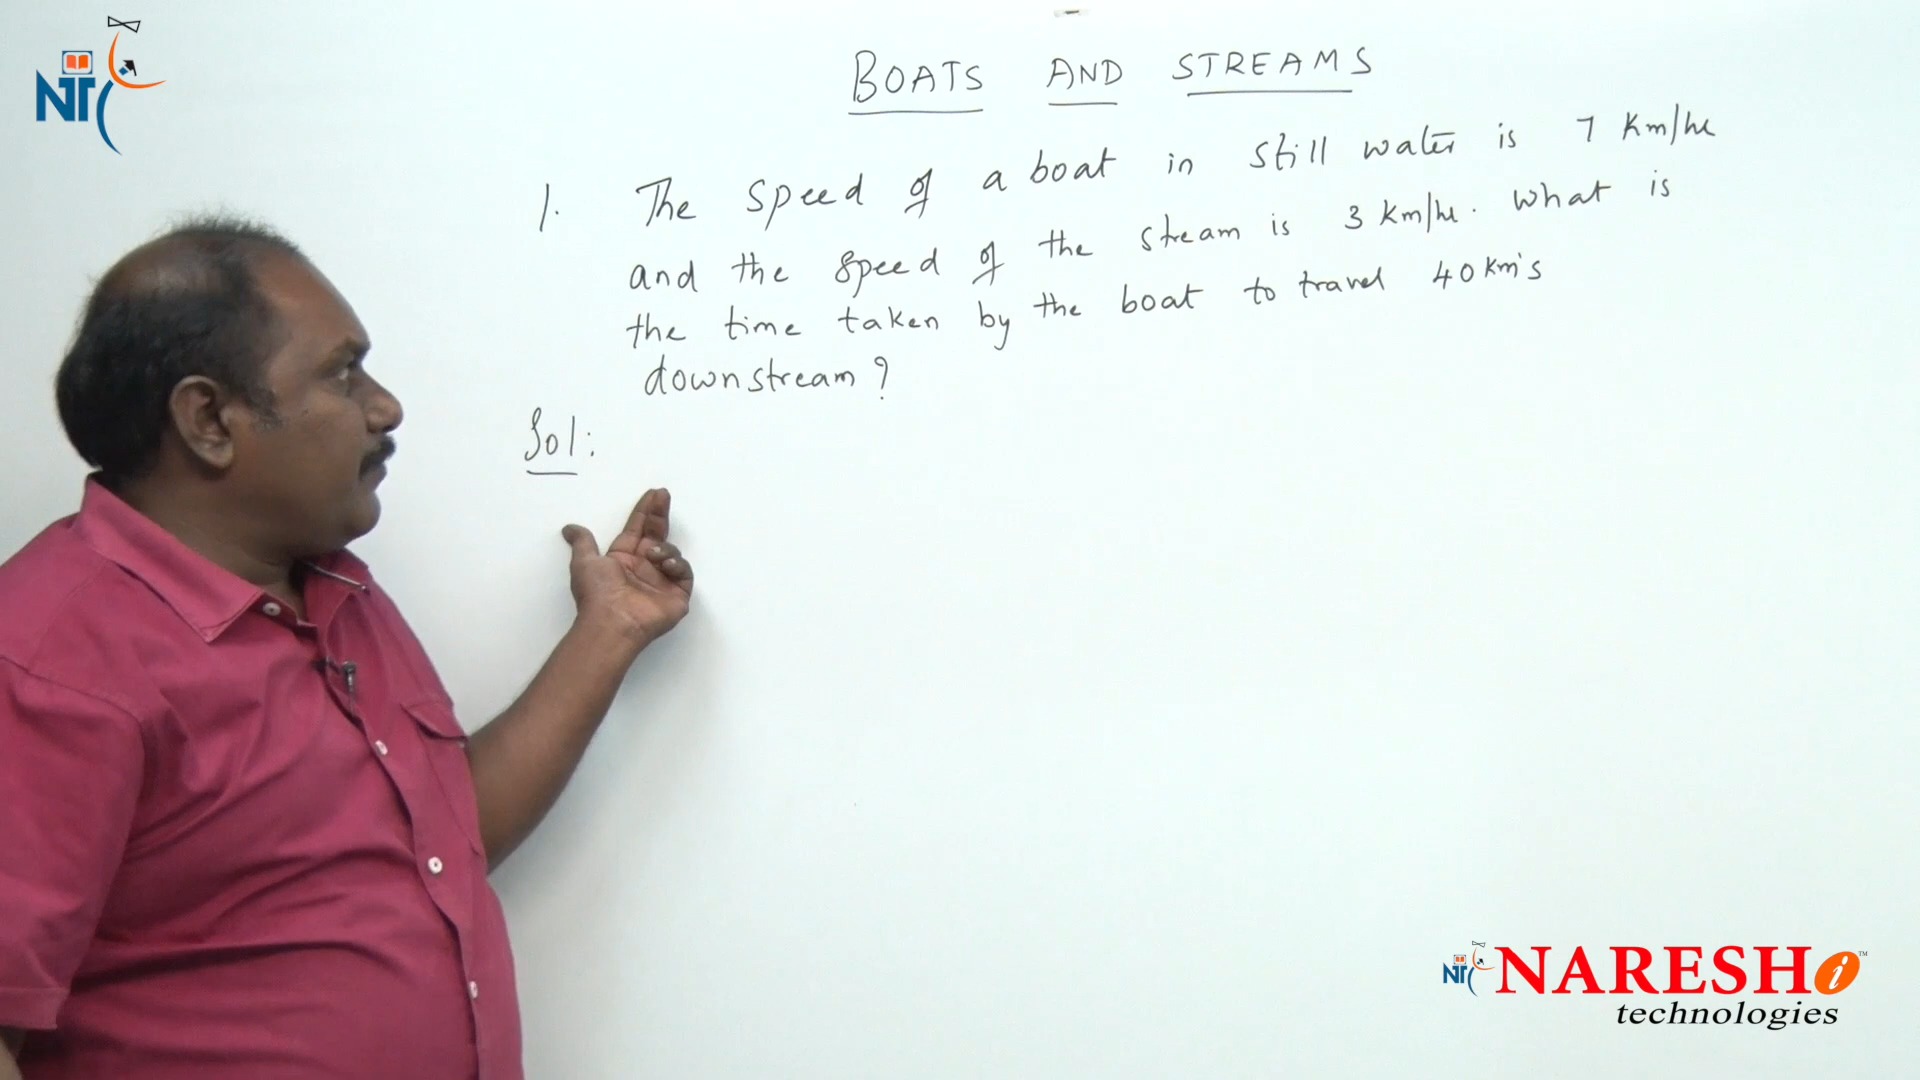 NT
BOATS AND STREAMS
1. The speed of a boat in still water is 7 km/hr
and the speed of the stream is 3 km/hr. what is
the time taken by the boat to travel 40 km's
downstream?
Sol:
NT NARESH i ™
technologies